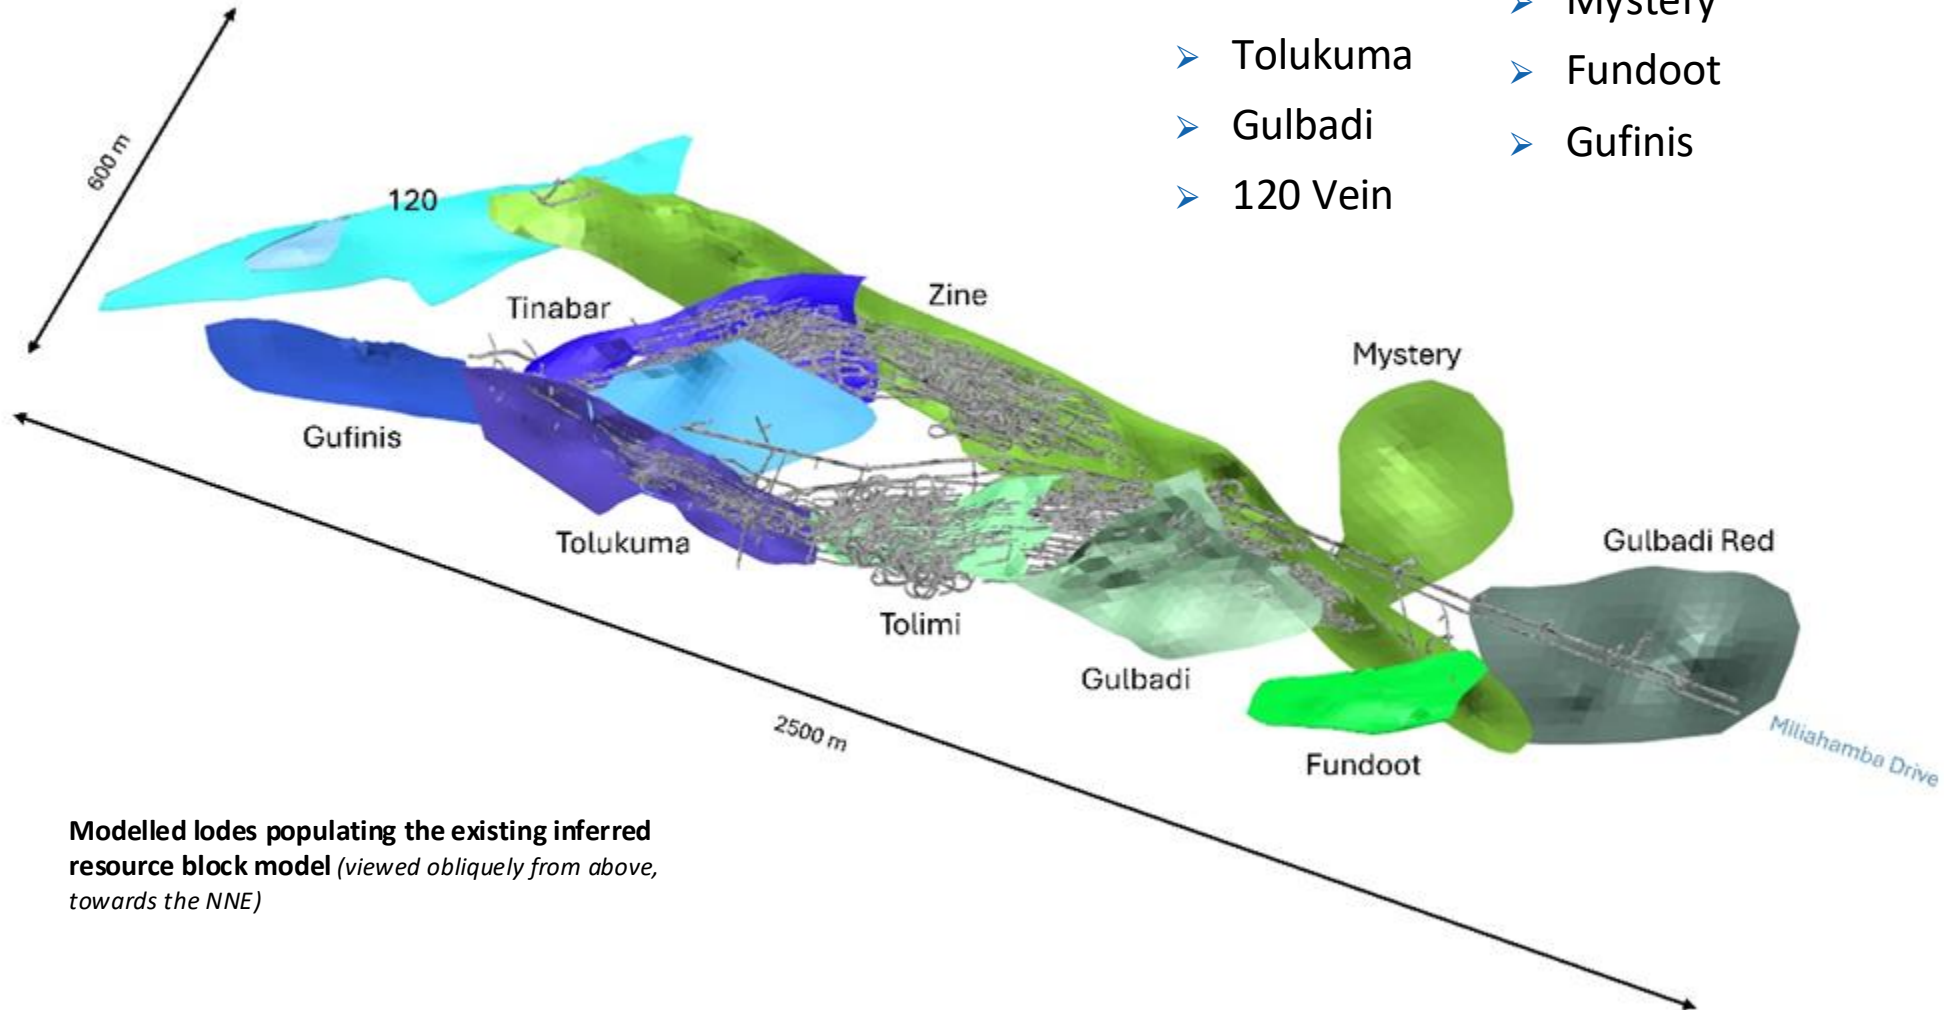 Mystery
Tolukuma
Fundoot
Gulbadi
Gufinis
120 Vein
600 m
120
Tinabar
Zine
Mystery
Gufinis
Gulbadi Red
Tolukuma
Tolimi
Gulbadi
2500 m
Miliahamba Drive
Fundoot
Modelled lodes populating the existing inferred
resource block model (viewed obliquely from above,
towards the NNE)